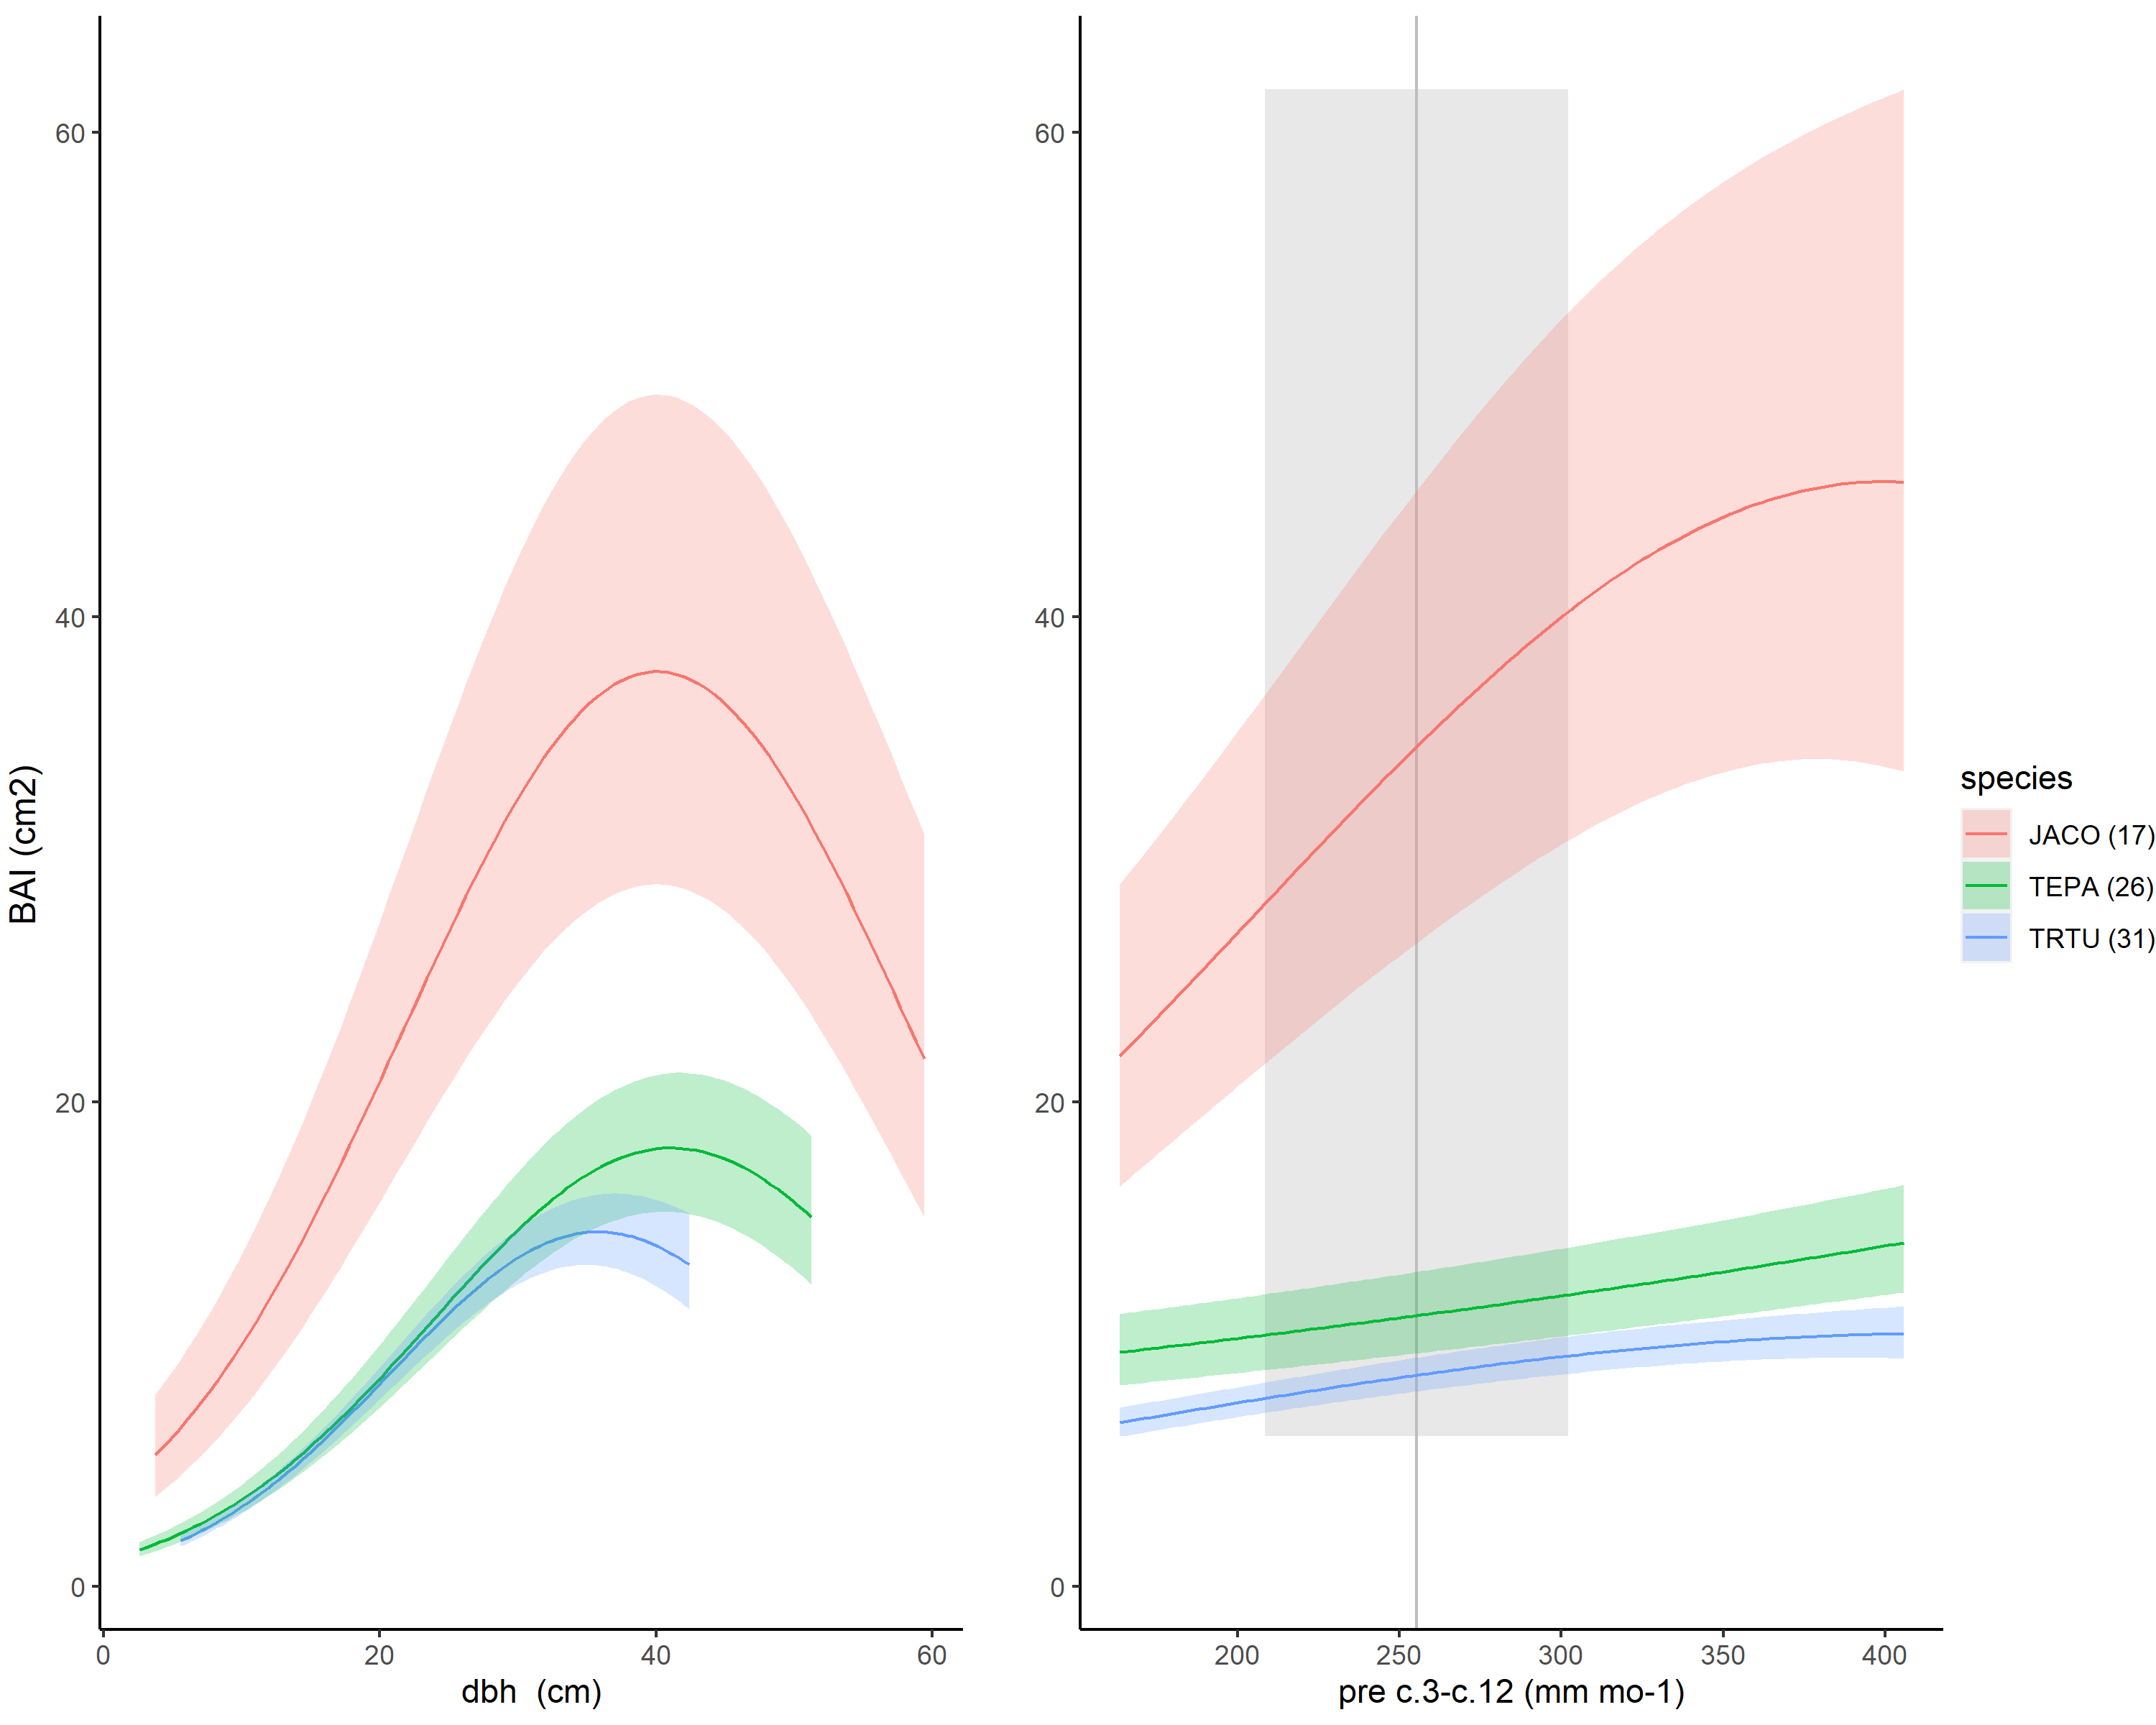 BAI (cm2)
60
40
20
0
0 20 40 60
dbh (cm)
60
40
20
0
200 250 300 350 400
pre c.3-c.12 (mm mo-1)
species
JACO (17)
TEPA (26)
TRTU (31)